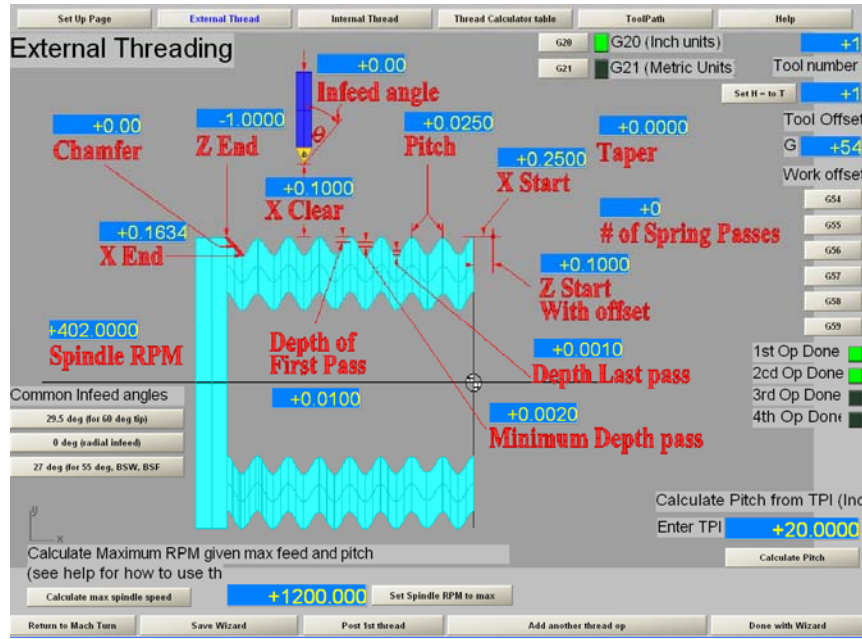 Set Up Page External Thread Internal Thread Thread Calculator table ToolPath Help
External Threading
G20 G20 (Inch units) +1
G21 G21 (Metric Units Tool number
+0.00
Infeed angle
Set H = to T +1
Tool Offset
G +54
Work offset
+0.00
Chamfer
-1.0000
Z End
θ
+0.0250
Pitch
+0.0000
Taper
+0.2500
X Start
+0.1000
X Clear
G54
G55
G56
G57
G58
G59
+0
# of Spring Passes
+0.1634
X End
+0.1000
Z Start
With offset
+402.0000
Spindle RPM
Depth of
First Pass
+0.0100
+0.0010
Depth Last pass
+0.0020
Minimum Depth pass
1st Op Done
2cd Op Done
3rd Op Done
4th Op Done
Common Infeed angles
29.5 deg (for 60 deg tip)
0 deg (radial infeed)
27 deg (for 55 deg, BSW, BSF
y
x
Calculate Pitch from TPI (Inc
Enter TPI +20.0000
Calculate Pitch
Calculate Maximum RPM given max feed and pitch
(see help for how to use th
Calculate max spindle speed +1200.000 Set Spindle RPM to max
Return to Mach Turn Save Wizard Post 1st thread Add another thread op Done with Wizard